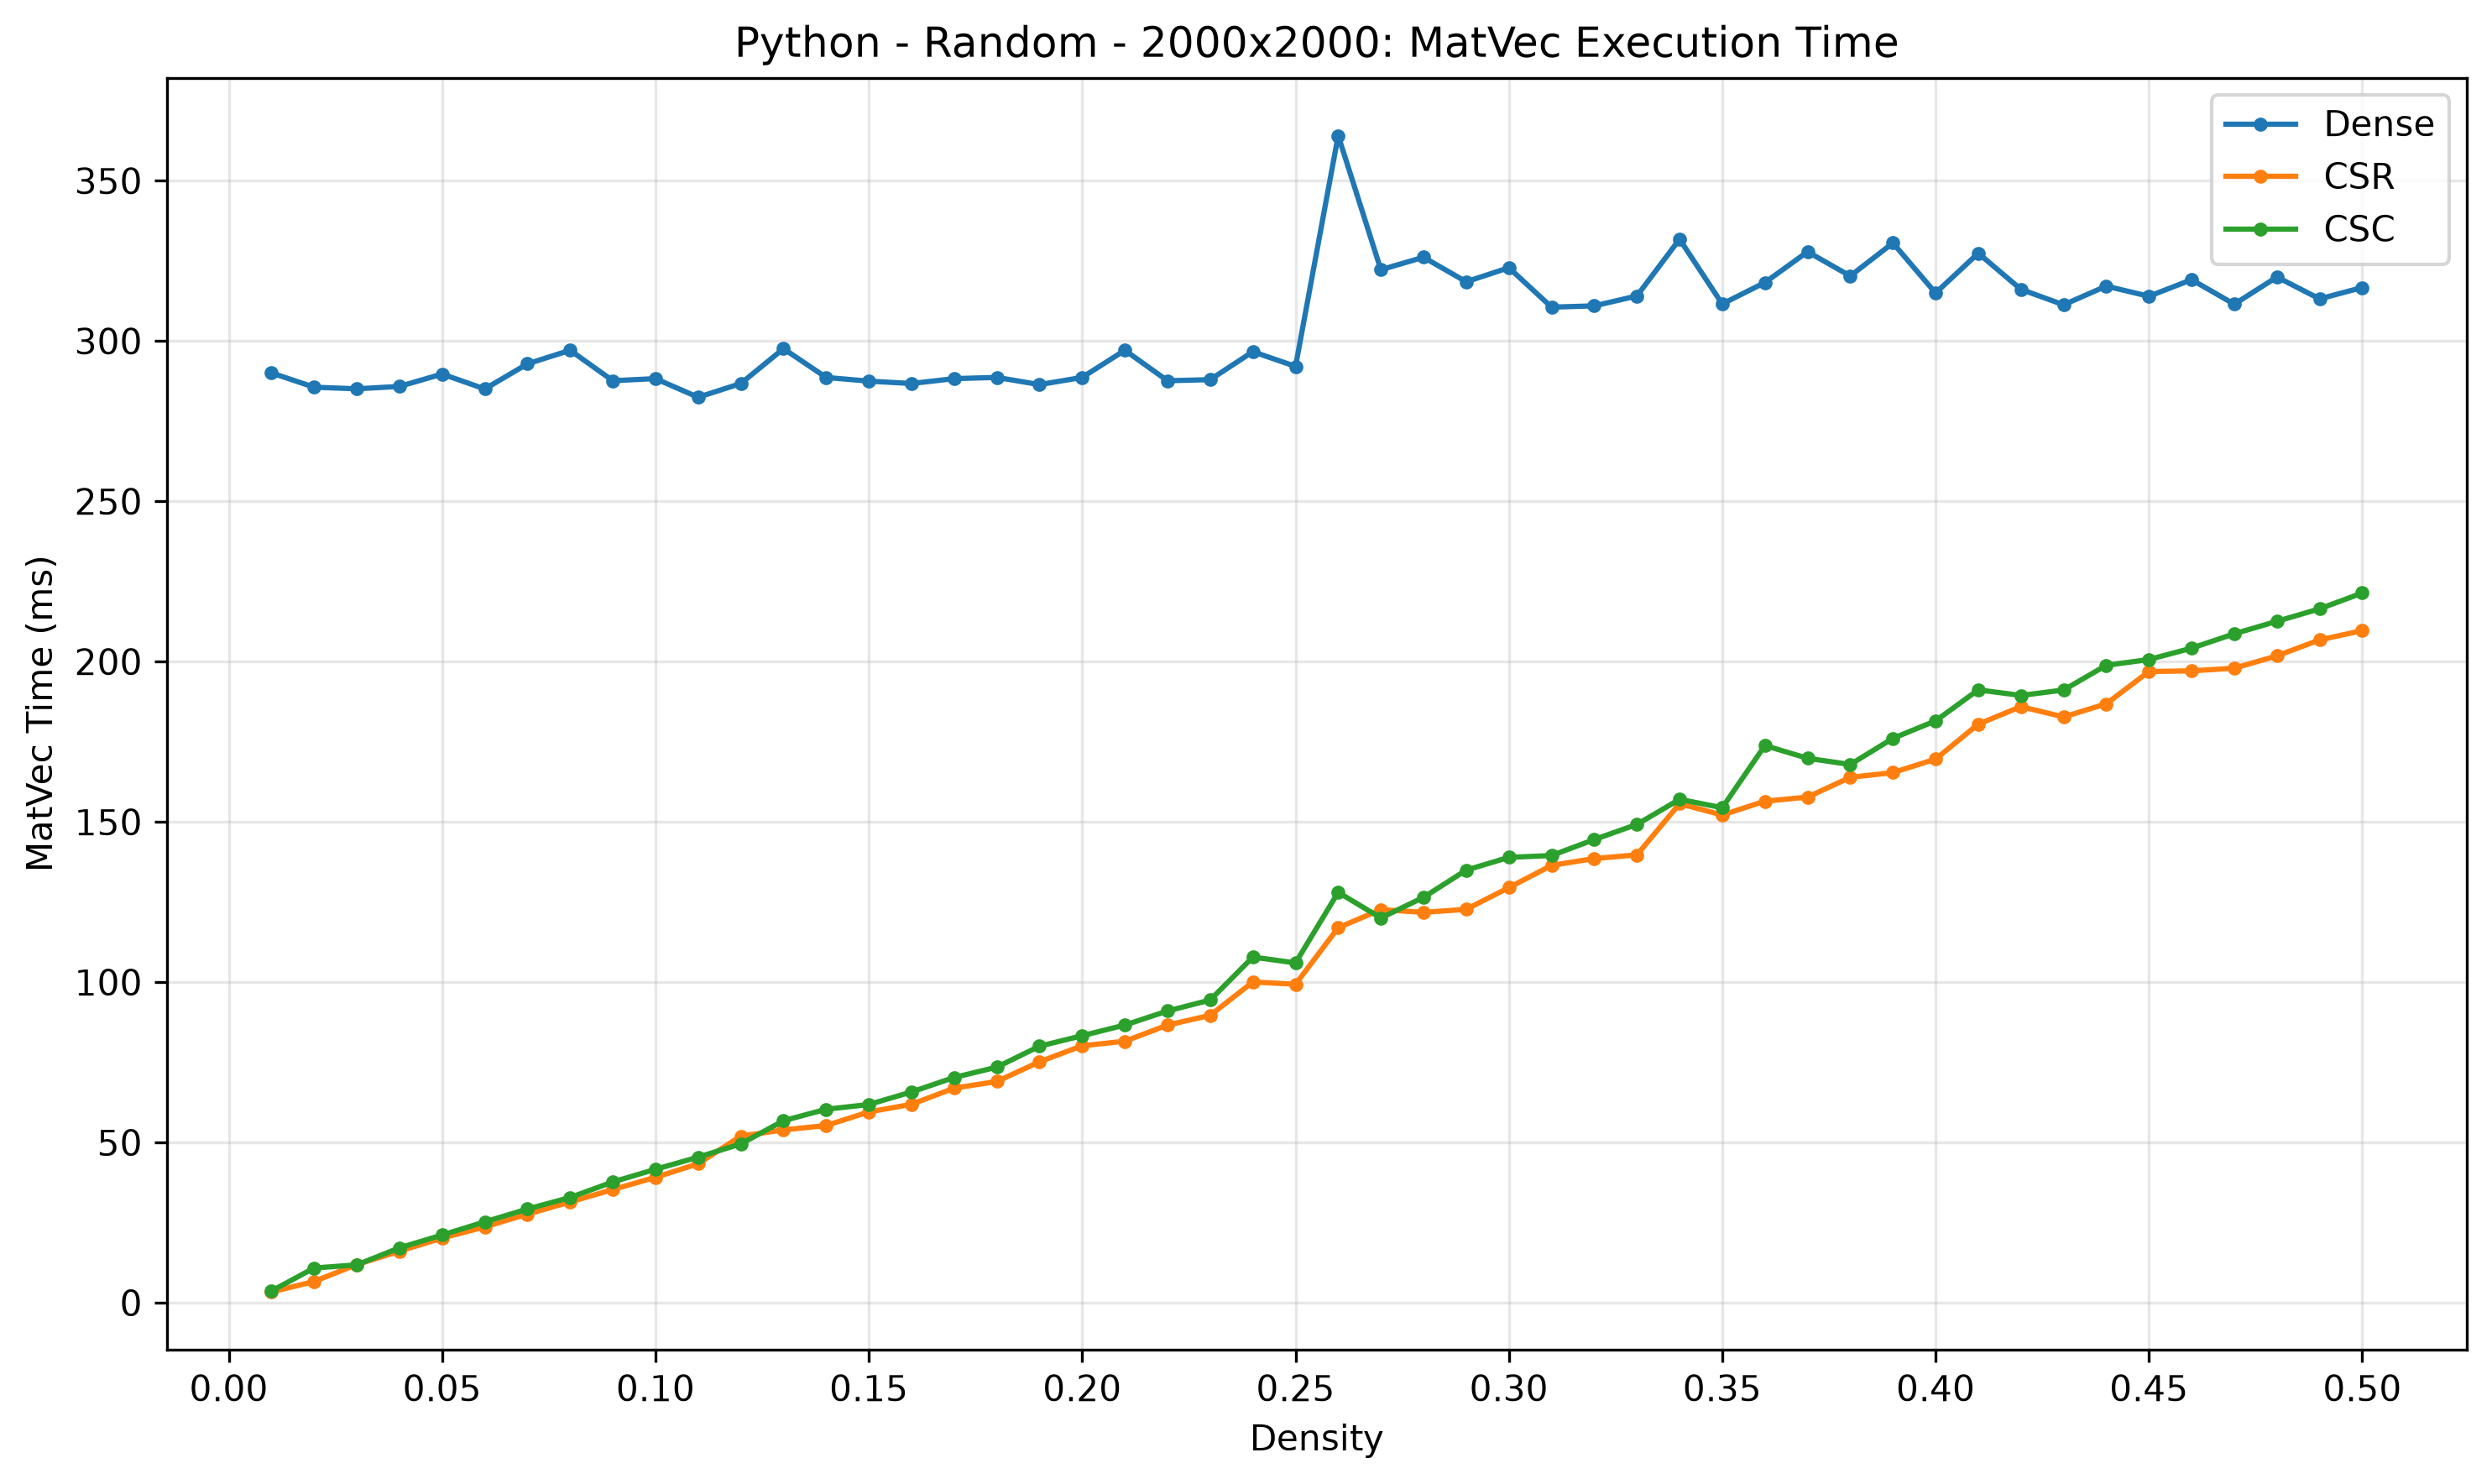 Python - Random - 2000x2000: MatVec Execution Time
Dense
CSR
CSC
MatVec Time (ms)
350
300
250
200
150
100
50
0
0.00 0.05 0.10 0.15 0.20 0.25 0.30 0.35 0.40 0.45 0.50
Density